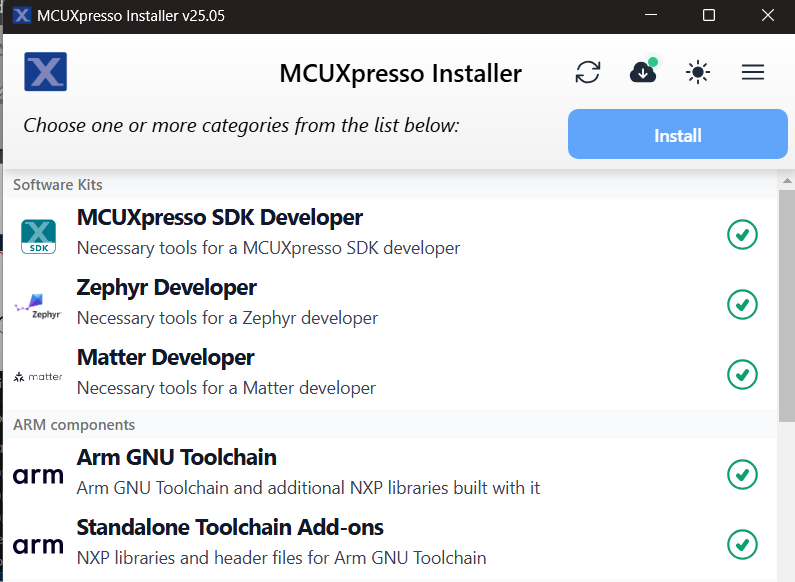 MCUXpresso Installer v25.05
MCUXpresso Installer
Choose one or more categories from the list below:
Install
Software Kits
SDK
MCUXpresso SDK Developer
Necessary tools for a MCUXpresso SDK developer
Zephyr
Zephyr Developer
Necessary tools for a Zephyr developer
matter
Matter Developer
Necessary tools for a Matter developer
ARM components
arm
Arm GNU Toolchain
Arm GNU Toolchain and additional NXP libraries built with it
arm
Standalone Toolchain Add-ons
NXP libraries and header files for Arm GNU Toolchain